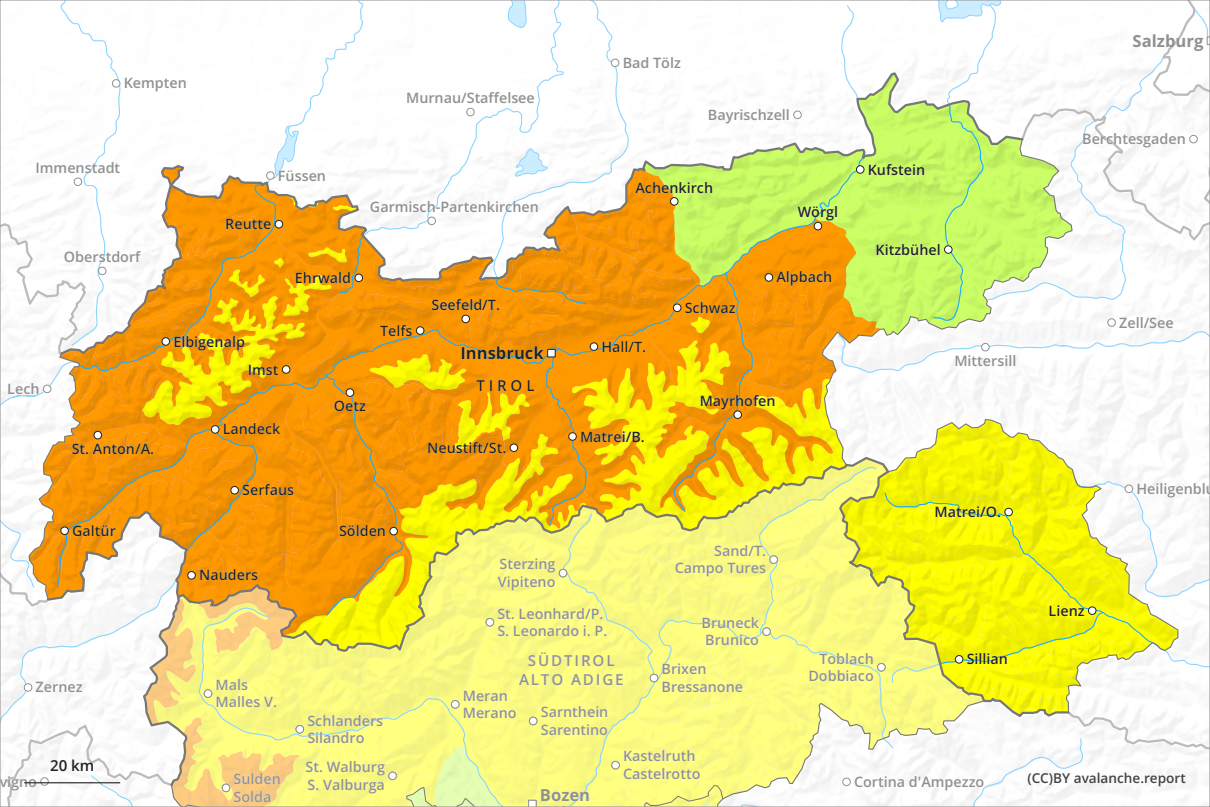 Salzburg
Bad Tölz
Kempten
Murnau/Staffelsee
Bayrischzell
Berchtesgaden
Immenstadt
Füssen
Kufstein
Achenkirch
Garmisch-Partenkirchen
Wörgl
Reutte
Kitzbühel
Oberstdorf
Ehrwald
Alpbach
Seefeld/T.
Schwaz
Zell/See
Telfs
Elbigenalp
Innsbruck
Hall/T.
Mittersill
Imst
TIROL
Lech
Oetz
Mayrhofen
Landeck
Matrei/B.
St. Anton/A.
Neustift/St.
Serfaus
Heiligenblu
Matrei/O.
Galtür
Sölden
Sterzing
Vipiteno
Sand/T.
Campo Tures
Nauders
St. Leonhard/P.
S. Leonardo i. P.
Lienz
Bruneck
Brunico
SÜDTIROL
ALTO ADIGE
Toblach
Dobbiaco
Sillian
Brixen
Bressanone
Zernez
Mals
Malles V.
Meran
Merano
Sarnthein
Sarentino
Schlanders
Silandro
Kastelruth
Castelrotto
St. Walburg
S. Valburga
20 km
vigno
Sulden
Solda
Cortina d'Ampezzo
(CC)BY avalanche.report
Bozen